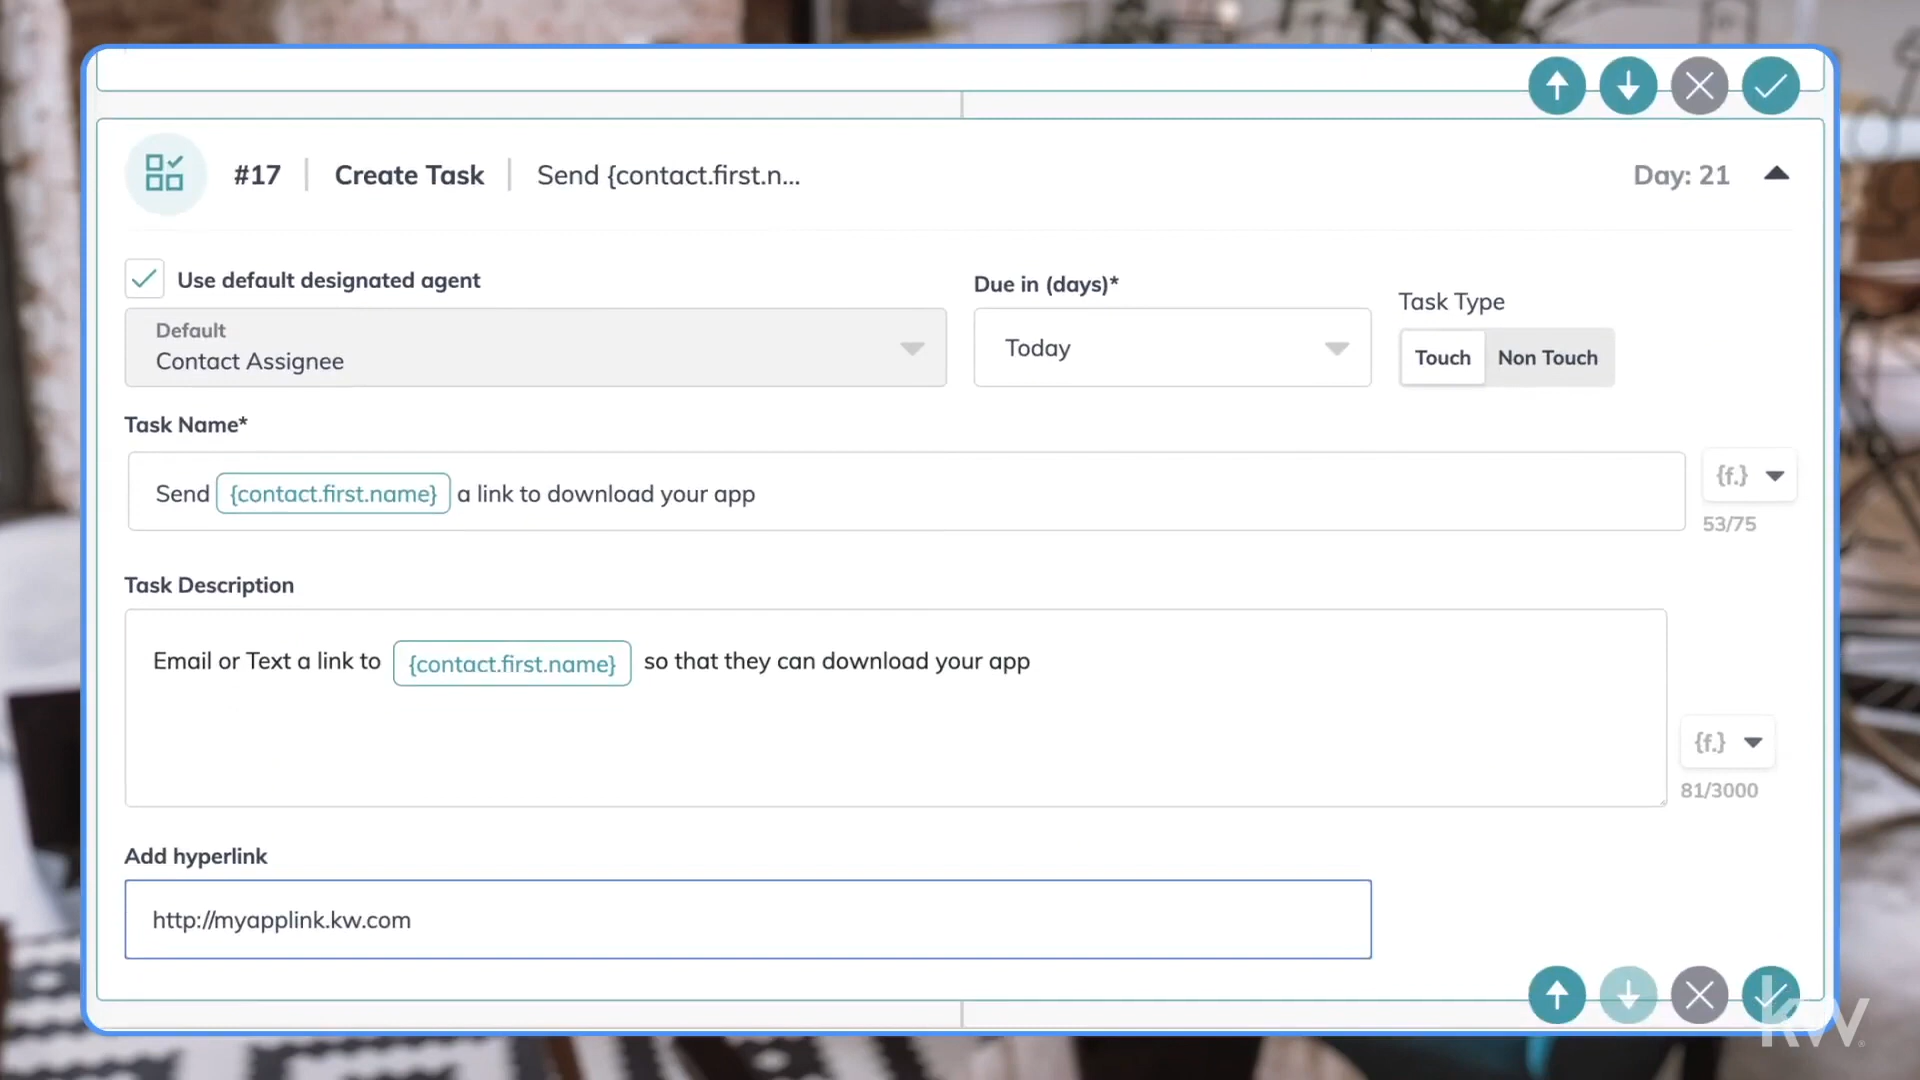 #17 | Create Task | Send {contact.first.n...
Day: 21
Use default designated agent
Default
Contact Assignee
Due in (days)*
Today
Task Type
Touch
Non Touch
Task Name*
Send {contact.first.name} a link to download your app
{f.}
53/75
Task Description
Email or Text a link to {contact.first.name} so that they can download your app
{f.}
81/3000
Add hyperlink
http://myapplink.kw.com
kw